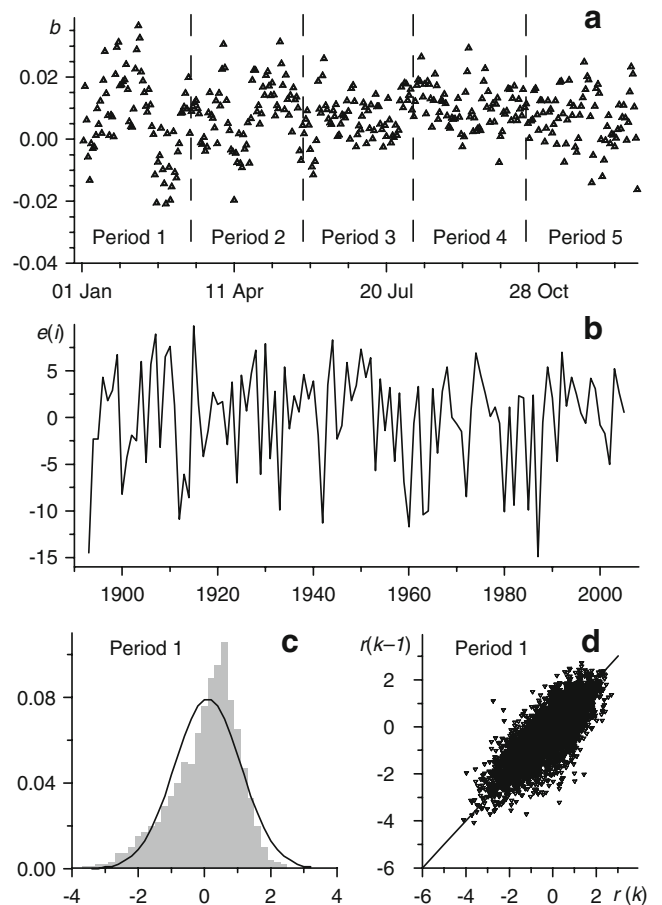 b
a
0.02
0.00
-0.02
-0.04
Period 1 Period 2 Period 3 Period 4 Period 5
01 Jan 11 Apr 20 Jul 28 Oct
e(i)
b
5
0
-5
-10
-15
1900 1920 1940 1960 1980 2000
Period 1
c
0.08
0.04
0.00
-4 -2 0 2 4
r(k−1)
Period 1
d
2
0
-2
-4
-6
-6 -4 -2 0 2 r (k)